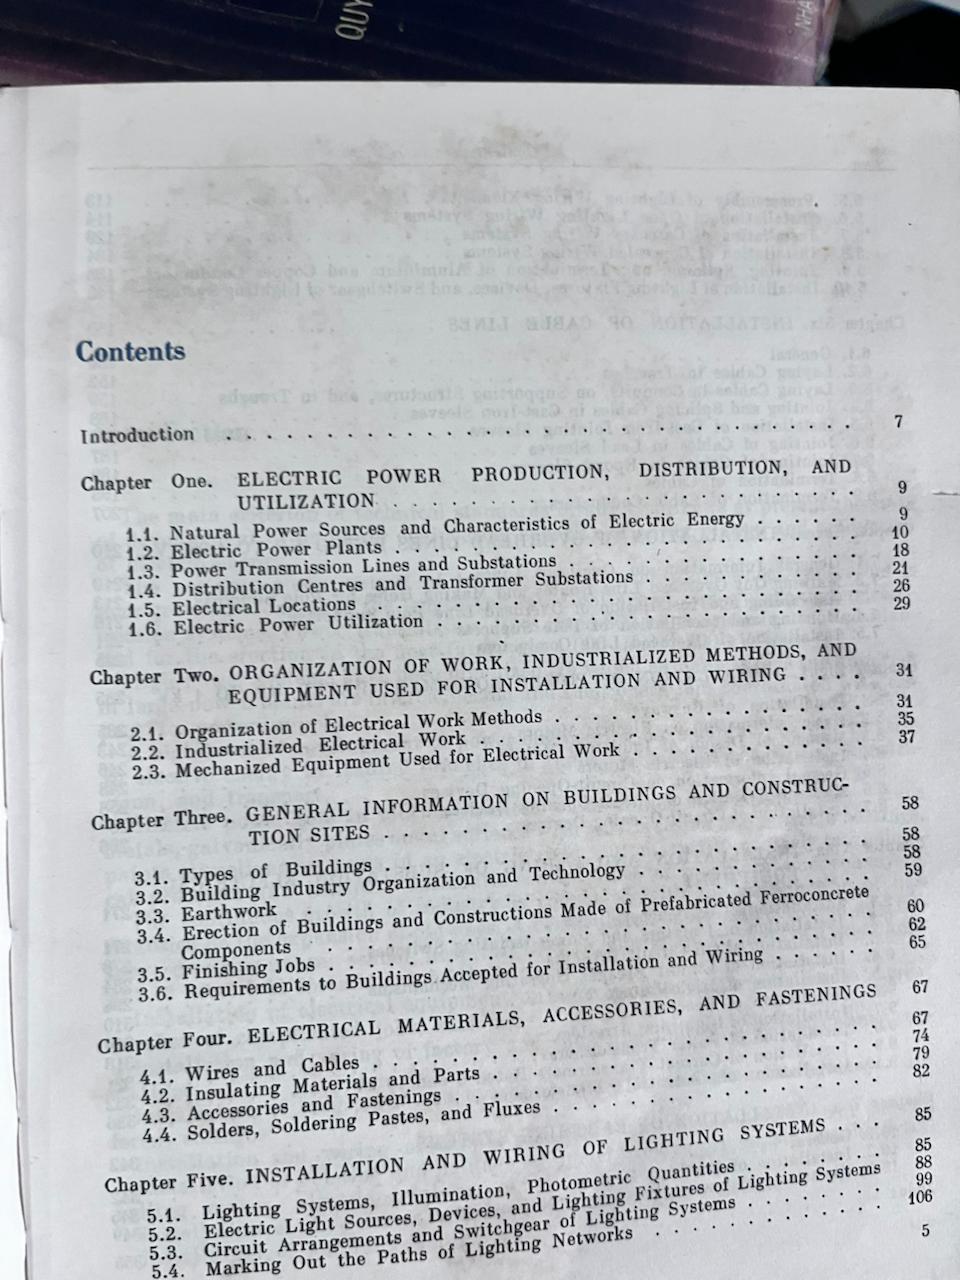 QUY
NHA
Contents
Introduction . . . . . . . . . . . . . . . . . . . . . . 7
Chapter One. ELECTRIC POWER PRODUCTION, DISTRIBUTION, AND
UTILIZATION . . . . . . . . . . . . . . . . . . 9
1.1. Natural Power Sources and Characteristics of Electric Energy . . . . . . 9
1.2. Electric Power Plants . . . . . . . . . . . . . . . . . 10
1.3. Power Transmission Lines and Substations . . . . . . . . . . . 18
1.4. Distribution Centres and Transformer Substations . . . . . . . . 21
1.5. Electrical Locations . . . . . . . . . . . . . . . . . . 26
1.6. Electric Power Utilization . . . . . . . . . . . . . . . . 29
Chapter Two. ORGANIZATION OF WORK, INDUSTRIALIZED METHODS, AND
EQUIPMENT USED FOR INSTALLATION AND WIRING . . . . 31
2.1. Organization of Electrical Work Methods . . . . . . . . . . . . 31
2.2. Industrialized Electrical Work . . . . . . . . . . . . . . . 35
2.3. Mechanized Equipment Used for Electrical Work . . . . . . . . . 37
Chapter Three. GENERAL INFORMATION ON BUILDINGS AND CONSTRUC-
TION SITES . . . . . . . . . . . . . . . . . . 58
3.1. Types of Buildings . . . . . . . . . . . . . . . . . . 58
3.2. Building Industry Organization and Technology . . . . . . . . . 58
3.3. Earthwork . . . . . . . . . . . . . . . . . . . . . 59
3.4. Erection of Buildings and Constructions Made of Prefabricated Ferroconcrete
Components . . . . . . . . . . . . . . . . . . . . 60
3.5. Finishing Jobs . . . . . . . . . . . . . . . . . . . . 62
3.6. Requirements to Buildings Accepted for Installation and Wiring . . . . . . 65
Chapter Four. ELECTRICAL MATERIALS, ACCESSORIES, AND FASTENINGS 67
4.1. Wires and Cables . . . . . . . . . . . . . . . . . . . 67
4.2. Insulating Materials and Parts . . . . . . . . . . . . . . 74
4.3. Accessories and Fastenings . . . . . . . . . . . . . . . . 79
4.4. Solders, Soldering Pastes, and Fluxes . . . . . . . . . . . . 82
Chapter Five. INSTALLATION AND WIRING OF LIGHTING SYSTEMS . . . 85
5.1. Lighting Systems, Illumination, Photometric Quantities . . . . . . . 85
5.2. Electric Light Sources, Devices, and Lighting Fixtures of Lighting Systems 88
5.3. Circuit Arrangements and Switchgear of Lighting Systems . . . . . . 99
5.4. Marking Out the Paths of Lighting Networks . . . . . . . . . . 106
5